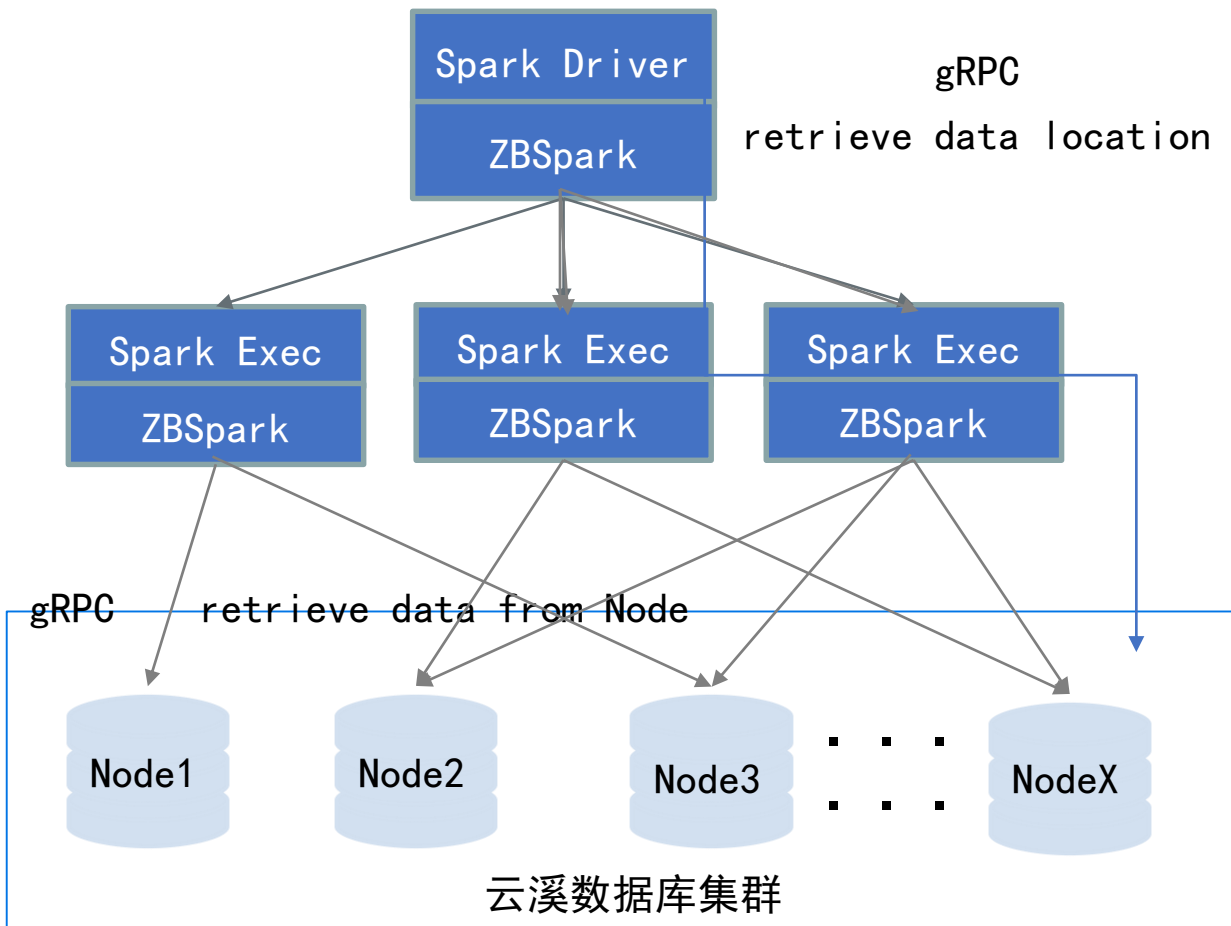 Spark Driver
ZBSpark
gRPC
retrieve data location
Spark Exec
ZBSpark
Spark Exec
ZBSpark
Spark Exec
ZBSpark
gRPC retrieve data from Node
Node1
Node2
Node3
. . .
. . .
NodeX
云溪数据库集群